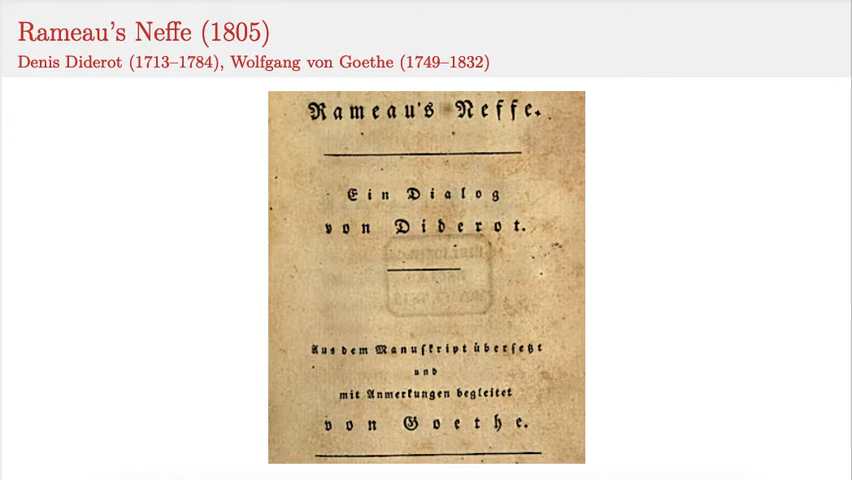 Rameau's Neffe (1805)
Denis Diderot (1713–1784), Wolfgang von Goethe (1749–1832)
Rameau's Neffe.
Ein Dialog
von Diderot.
Aus dem Manuſkript überſetzt
und
mit Anmerkungen begleitet
von Goethe.